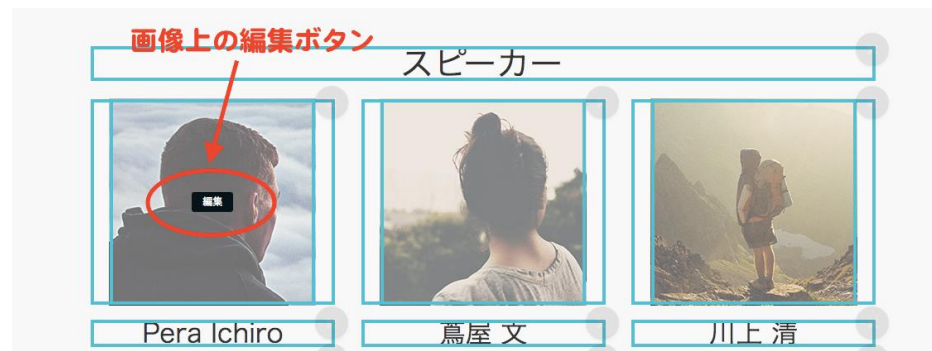 画像上の編集ボタン
スピーカー
編集
Pera Ichiro
蔦屋 文
川上 清